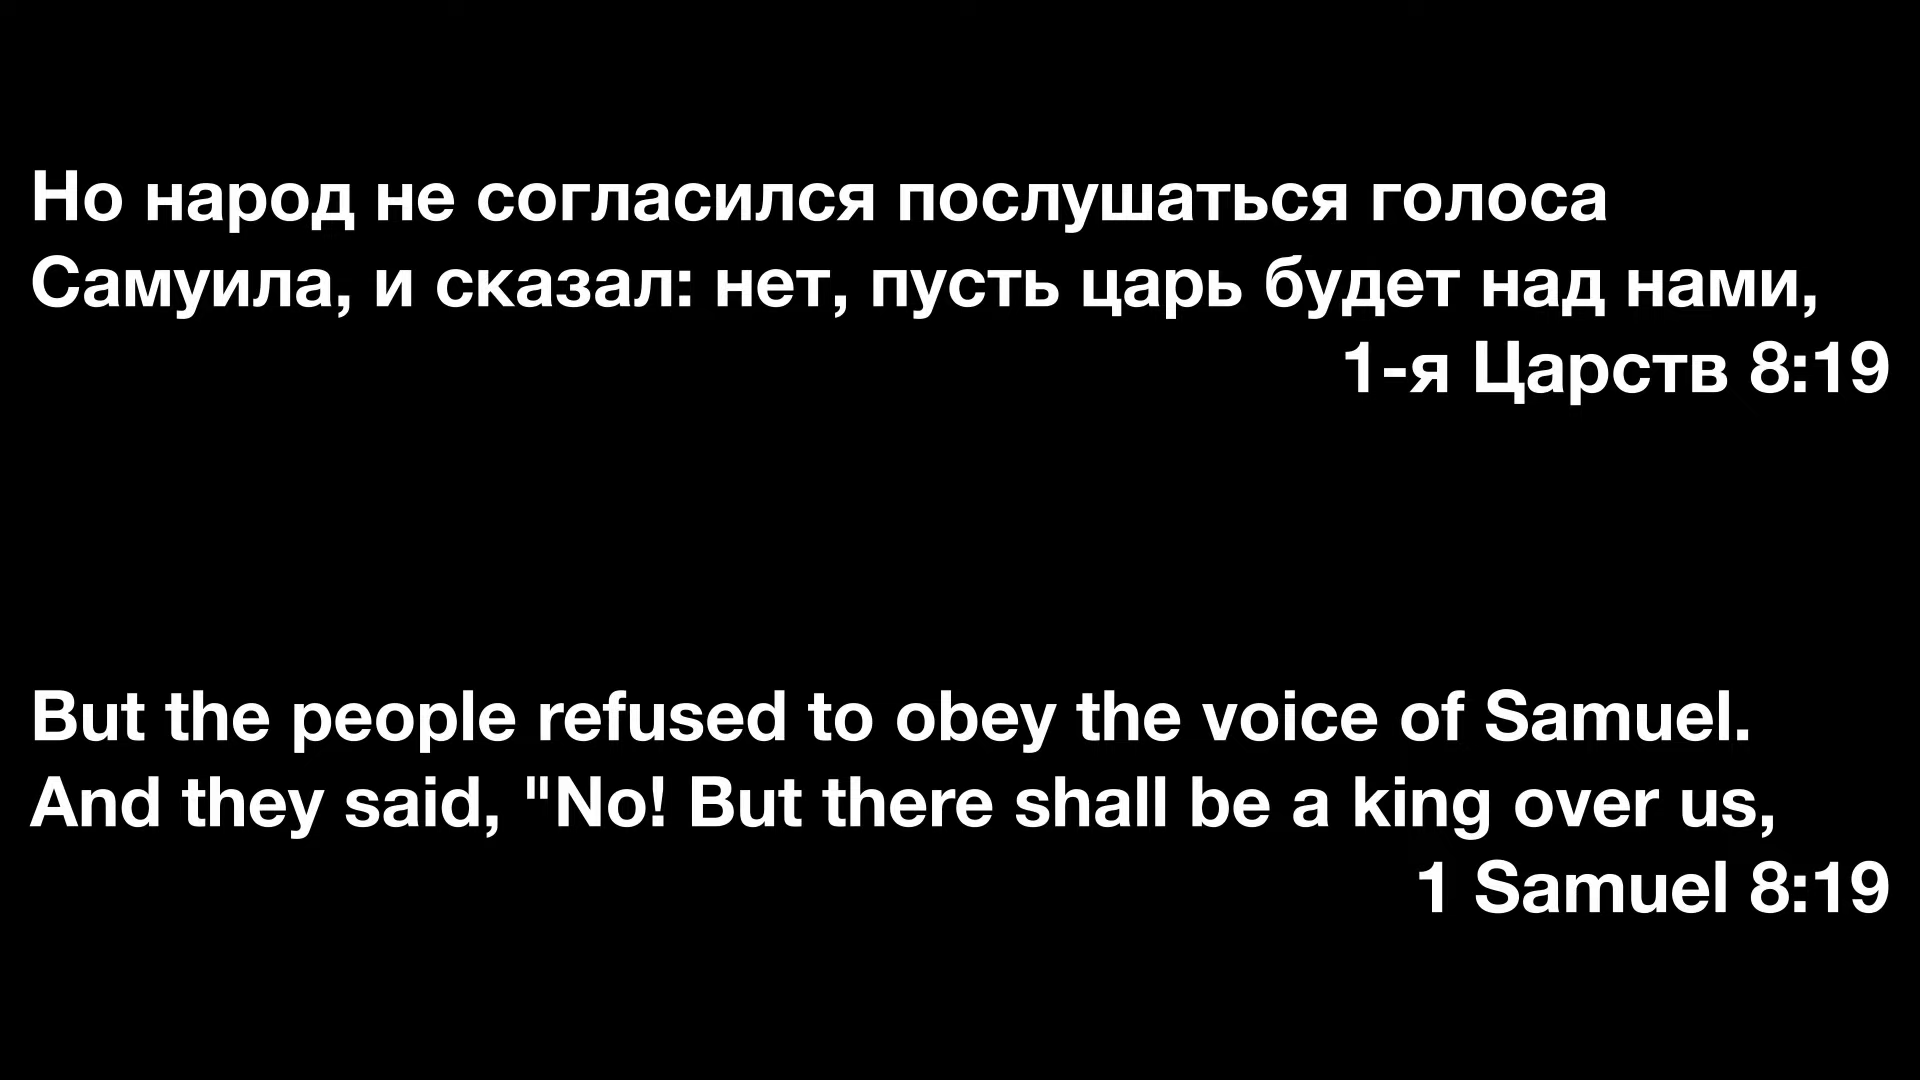 Но народ не согласился послушаться голоса
Самуила, и сказал: нет, пусть царь будет над нами,
1-я Царств 8:19
But the people refused to obey the voice of Samuel.
And they said, "No! But there shall be a king over us,
1 Samuel 8:19